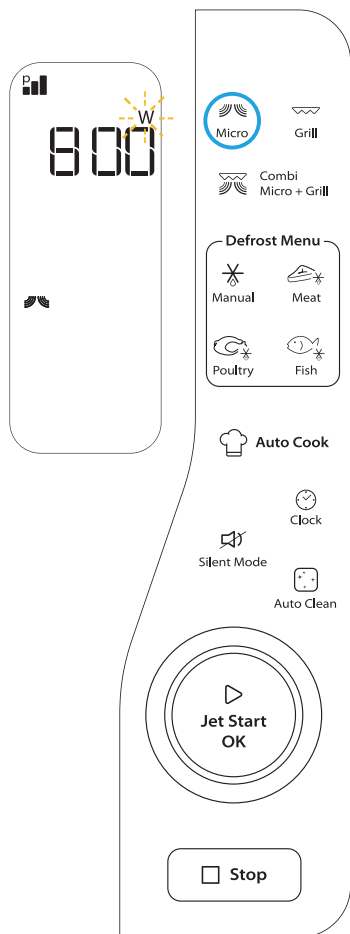 P
W
800
Micro
Grill
Combi
Micro + Grill
Defrost Menu
Manual
Meat
Poultry
Fish
Auto Cook
Clock
Silent Mode
Auto Clean
Jet Start
OK
Stop